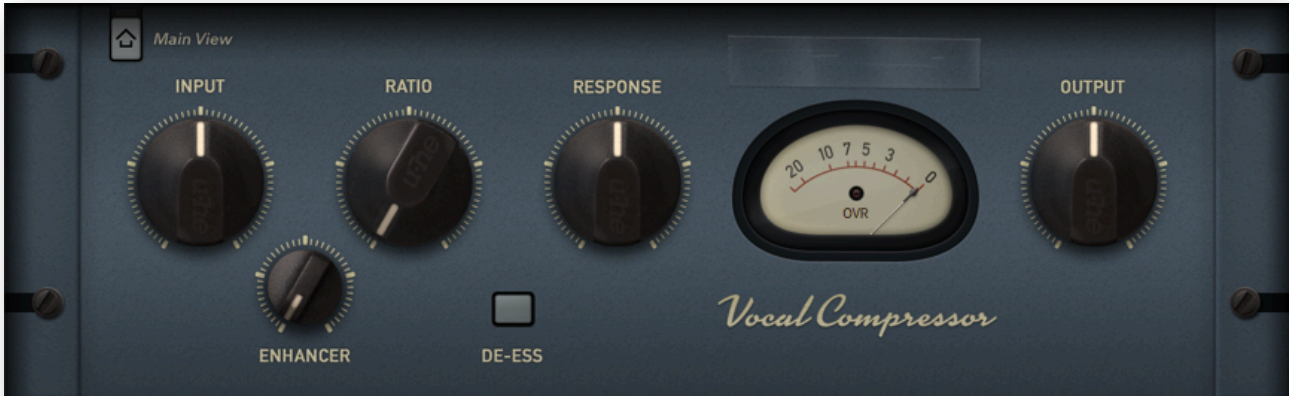 Main View
INPUT
RATIO
RESPONSE
OUTPUT
20 10 7 5 3 0
OVR
ENHANCER
DE-ESS
Vocal Compressor